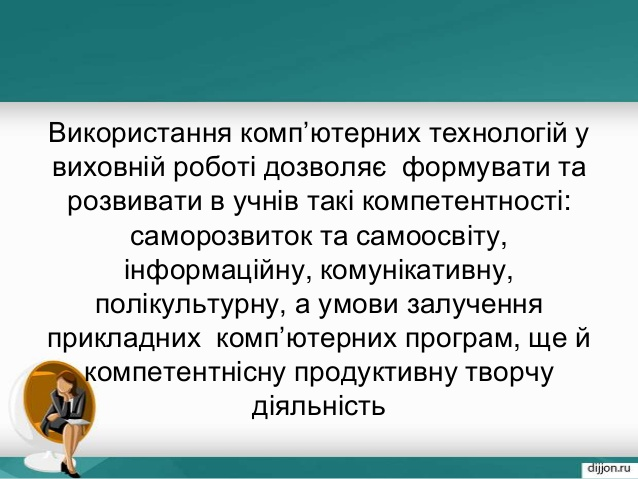 Використання комп’ютерних технологій у
виховній роботі дозволяє  формувати та
розвивати в учнів такі компетентності:
саморозвиток та самоосвіту,
інформаційну, комунікативну,
полікультурну, а умови залучення
прикладних  комп’ютерних програм, ще й
компетентнісну продуктивну творчу
діяльність
dijjon.ru